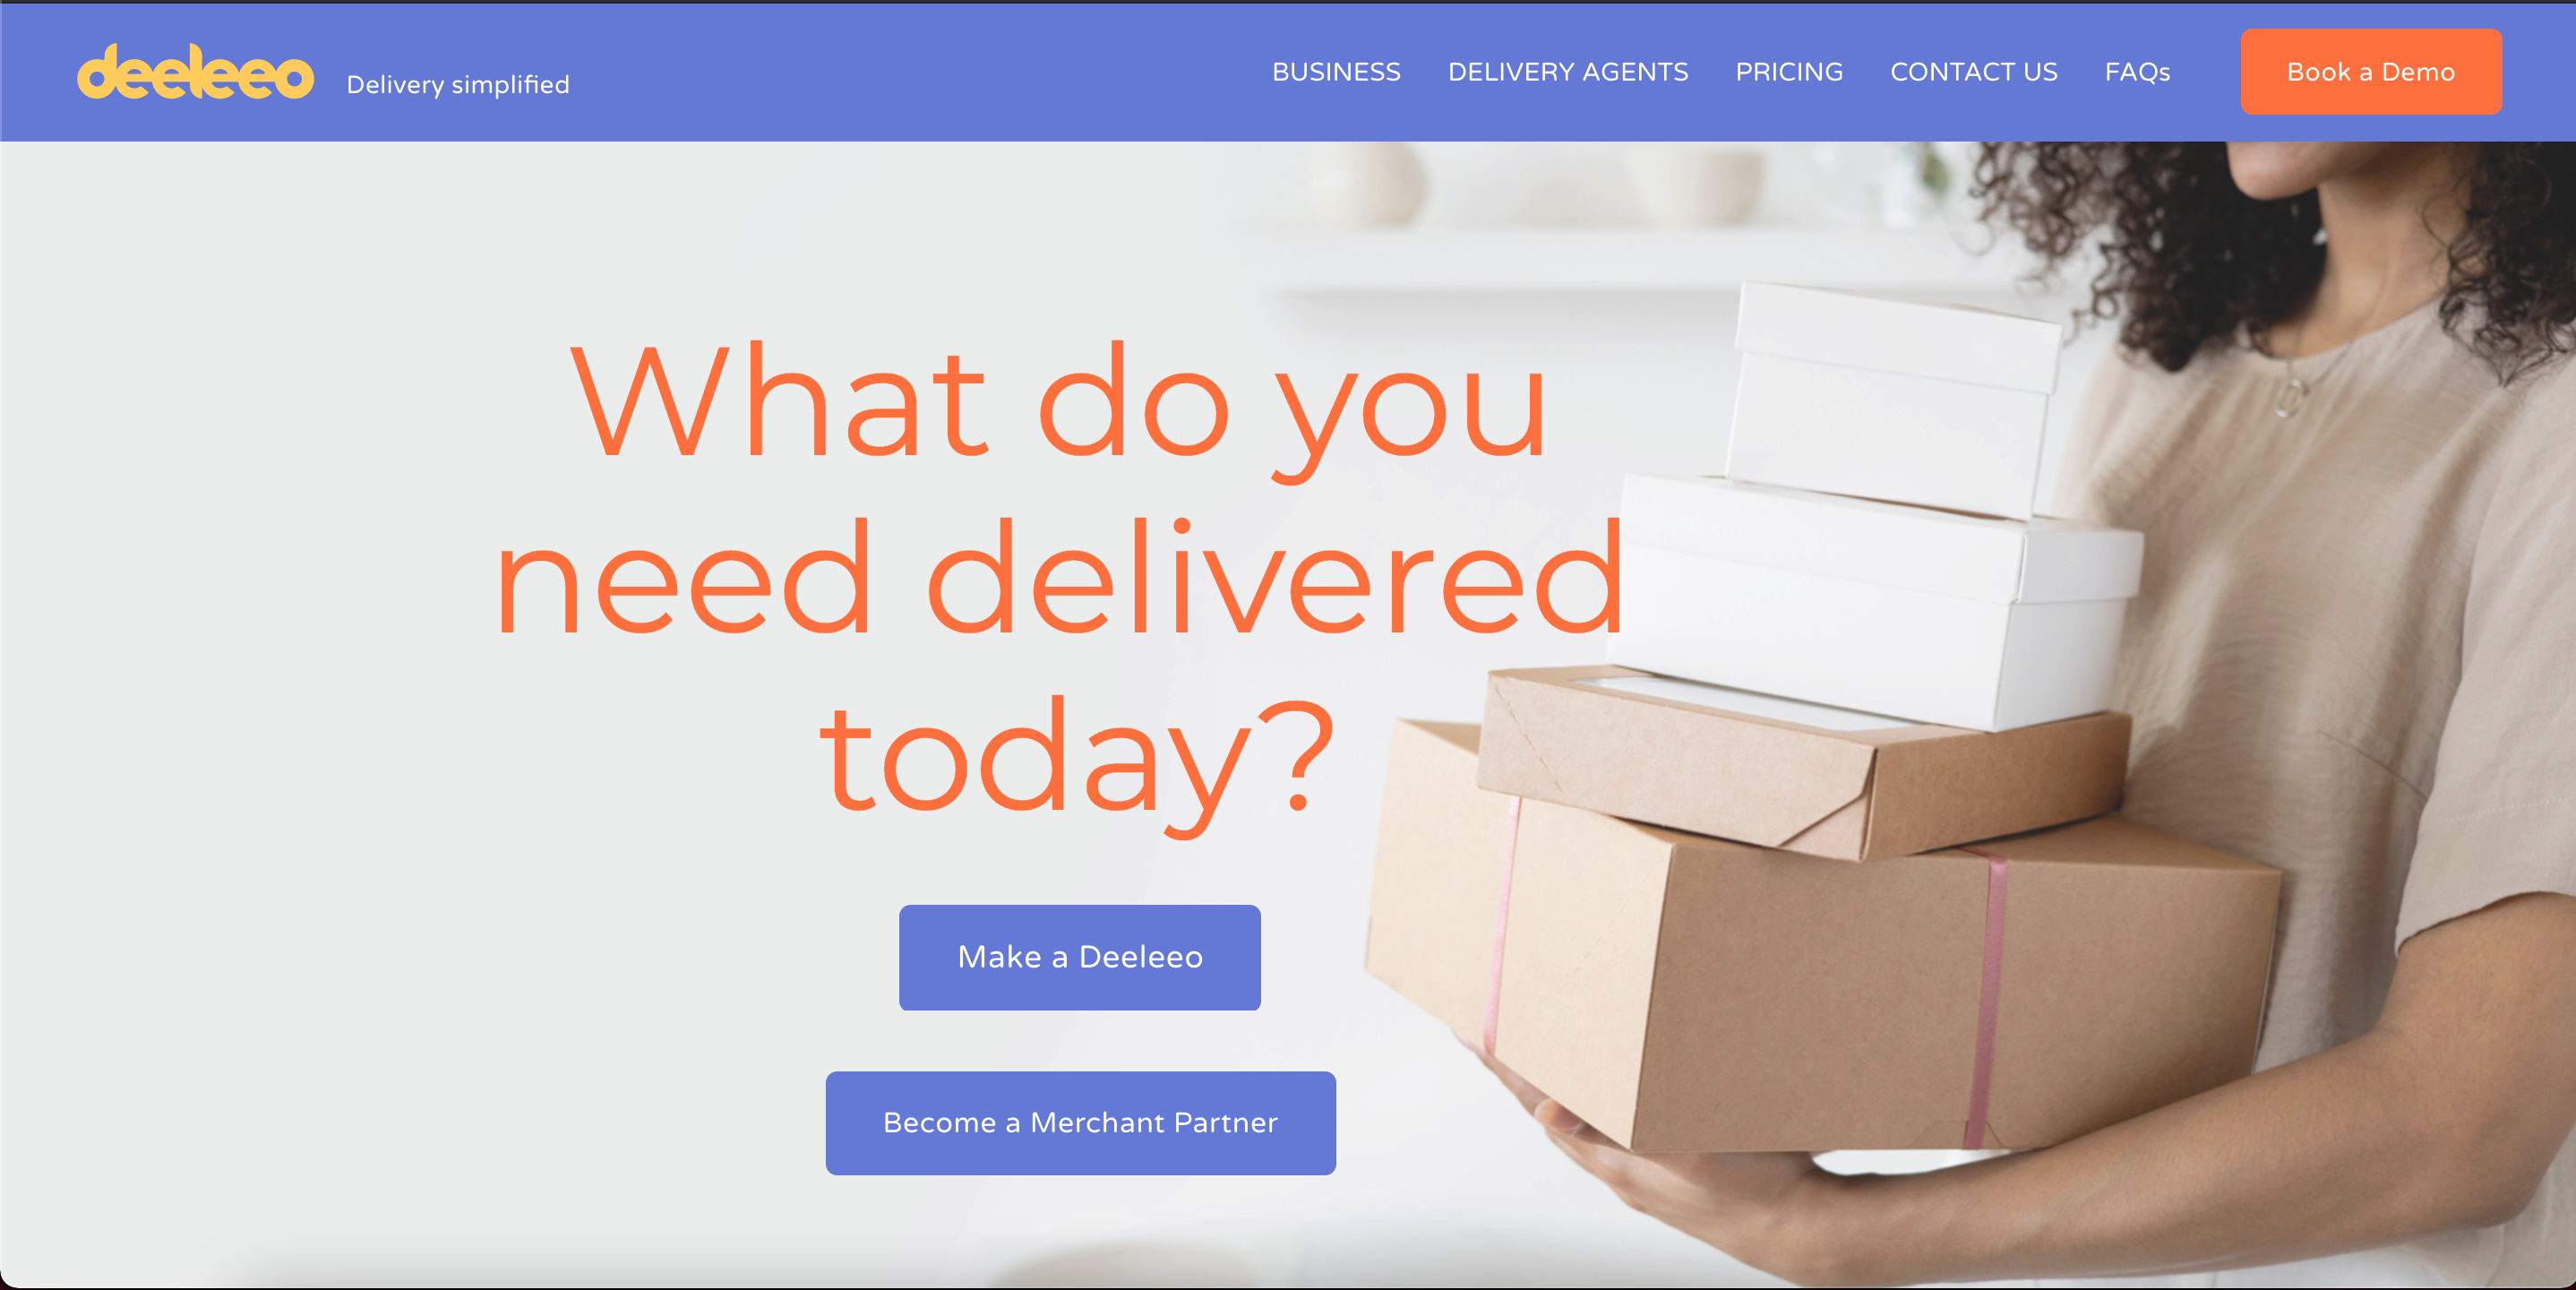 deeleeo
Delivery simplified
BUSINESS
DELIVERY AGENTS
PRICING
CONTACT US
FAQs
Book a Demo
What do you
need delivered
today?
Make a Deeleeo
Become a Merchant Partner